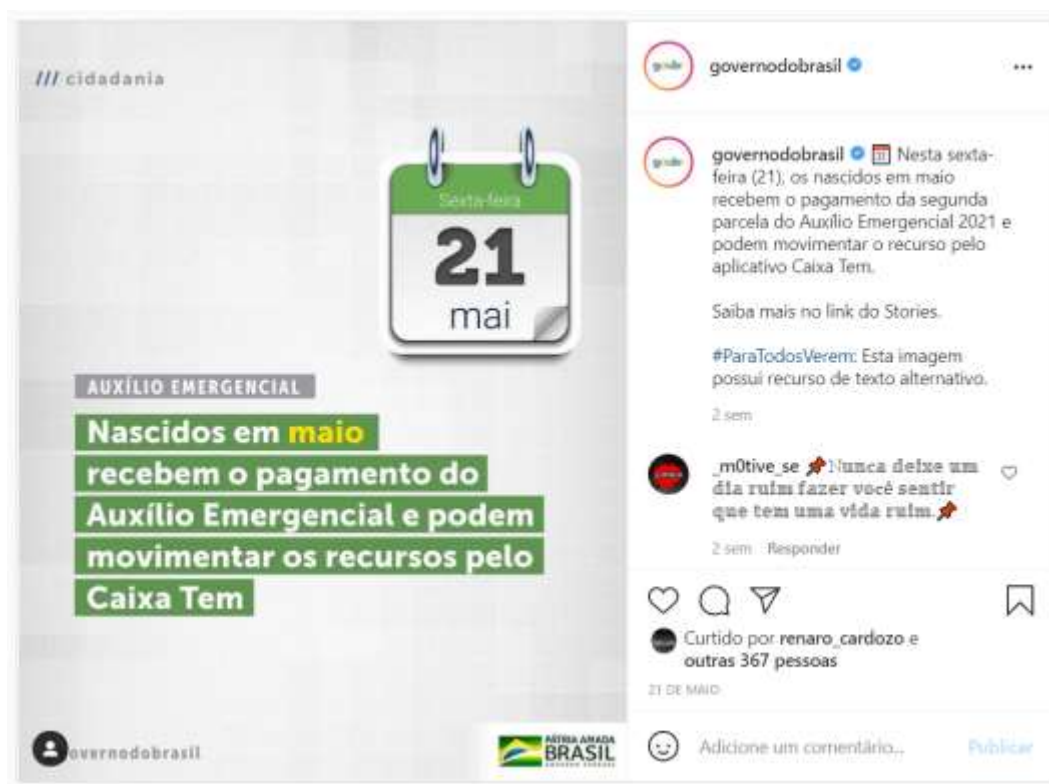 /// cidadania
Sexta-feira
21
mai
AUXÍLIO EMERGENCIAL
Nascidos em maio
recebem o pagamento do
Auxílio Emergencial e podem
movimentar os recursos pelo
Caixa Tem
overnodobrasil
PÁTRIA AMADA
BRASIL
governodobrasil
governodobrasil Nesta sexta-
feira (21), os nascidos em maio
recebem o pagamento da segunda
parcela do Auxílio Emergencial 2021 e
podem movimentar o recurso pelo
aplicativo Caixa Tem.
Saiba mais no link do Stories.
#ParaTodosVerem: Esta imagem
possui recurso de texto alternativo.
2 sem
_m0tive_se 📌Nunca deixe um
dia ruim fazer você sentir
que tem uma vida ruim.📌
2 sem Responder
Curtido por renaro_cardozo e
outras 367 pessoas
21 DE MAIO
Adicione um comentário... Publicar